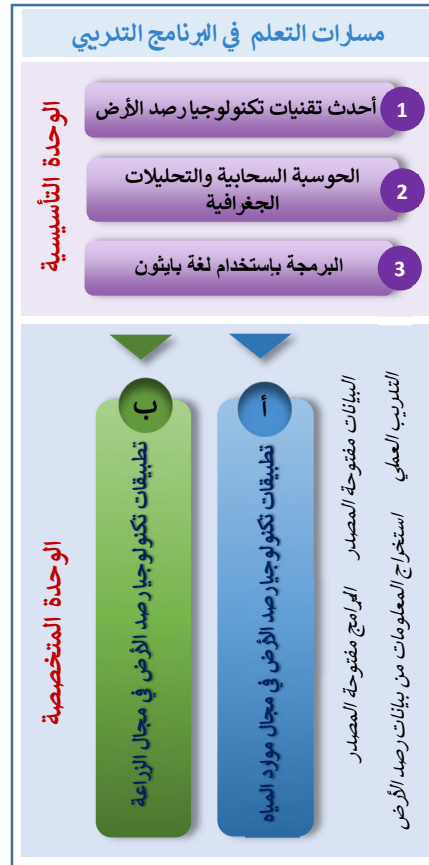 مسارات التعلم في البرنامج التدريبي
الوحدة التأسيسية
1 أحدث تقنيات تكنولوجيا رصد الأرض
2 الحوسبة السحابية والتحليلات
الجغرافية
3 البرمجة بإستخدام لغة بايثون
الوحدة المتخصصة
التدريب العملي
استخراج المعلومات من بيانات رصد الأرض
البيانات مفتوحة المصدر
البرامج مفتوحة المصدر
أ
تطبيقات تكنولوجيا رصد الأرض في مجال موارد المياه
ب
تطبيقات تكنولوجيا رصد الأرض في مجال الزراعة